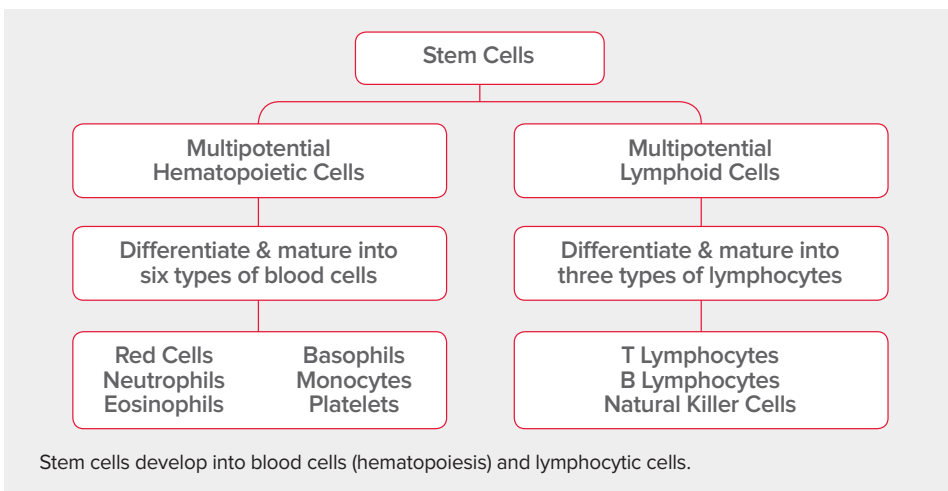 Stem Cells
Multipotential
Hematopoietic Cells
Multipotential
Lymphoid Cells
Differentiate & mature into
six types of blood cells
Differentiate & mature into
three types of lymphocytes
Red Cells
Neutrophils
Eosinophils
Basophils
Monocytes
Platelets
T Lymphocytes
B Lymphocytes
Natural Killer Cells
Stem cells develop into blood cells (hematopoiesis) and lymphocytic cells.